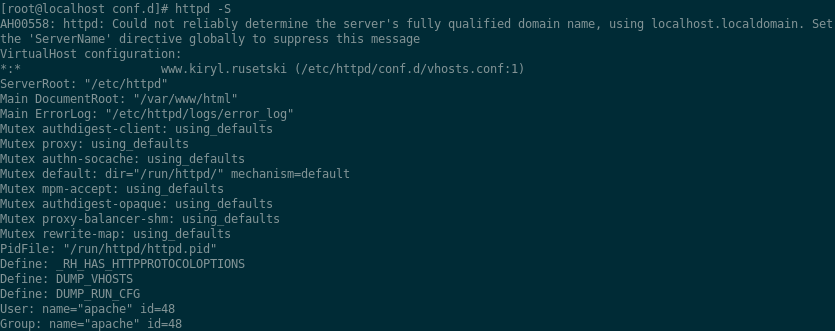 [root@localhost conf.d]# httpd -S
AH00558: httpd: Could not reliably determine the server's fully qualified domain name, using localhost.localdomain. Set
the 'ServerName' directive globally to suppress this message
VirtualHost configuration:
*:*                    www.kiryl.rusetski (/etc/httpd/conf.d/vhosts.conf:1)
ServerRoot: "/etc/httpd"
Main DocumentRoot: "/var/www/html"
Main ErrorLog: "/etc/httpd/logs/error_log"
Mutex authdigest-client: using_defaults
Mutex proxy: using_defaults
Mutex authn-socache: using_defaults
Mutex default: dir="/run/httpd/" mechanism=default
Mutex mpm-accept: using_defaults
Mutex authdigest-opaque: using_defaults
Mutex proxy-balancer-shm: using_defaults
Mutex rewrite-map: using_defaults
PidFile: "/run/httpd/httpd.pid"
Define: _RH_HAS_HTTPPROTOCOLOPTIONS
Define: DUMP_VHOSTS
Define: DUMP_RUN_CFG
User: name="apache" id=48
Group: name="apache" id=48